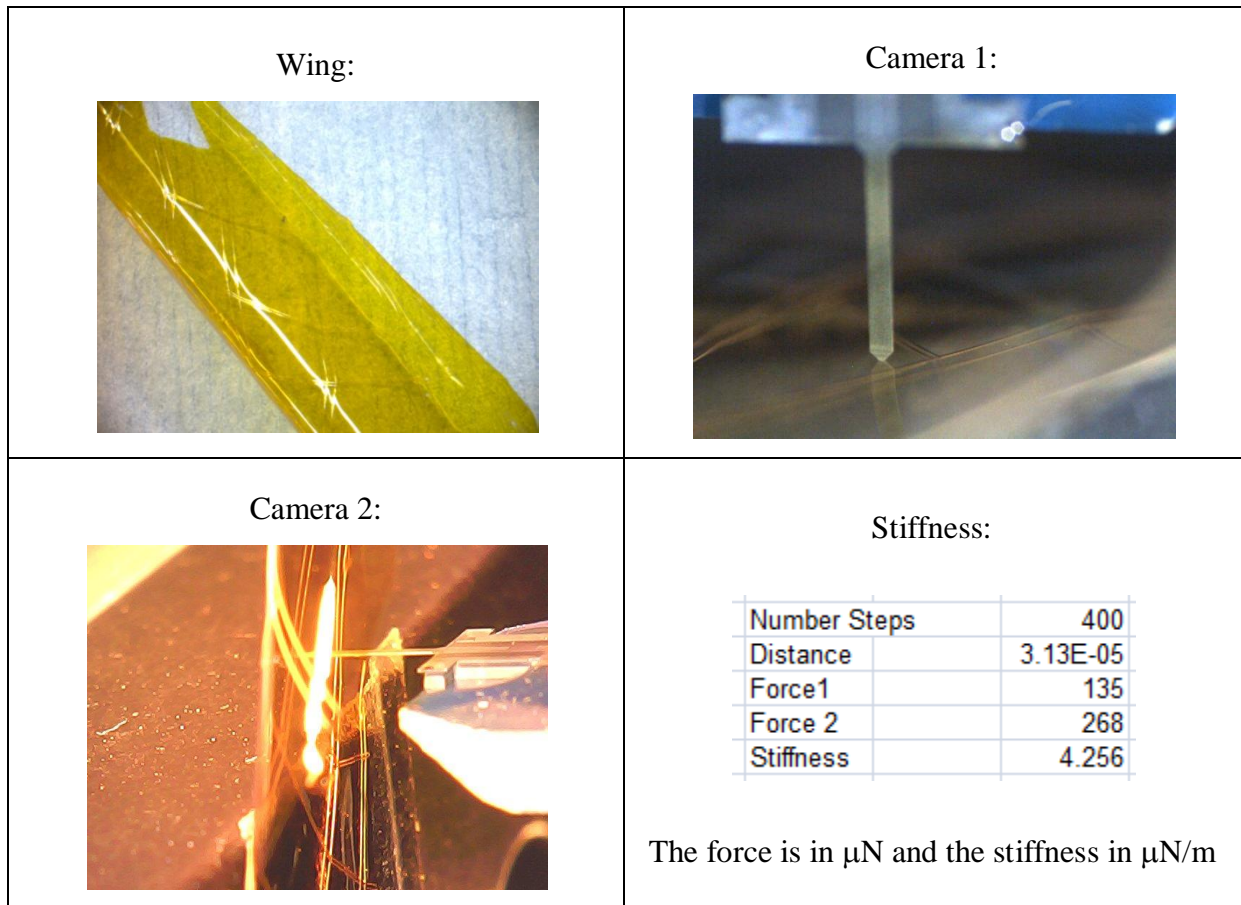 Wing:
Camera 1:
Camera 2:
Stiffness:
Number Steps 400
Distance 3.13E-05
Force1 135
Force 2 268
Stiffness 4.256
The force is in μN and the stiffness in μN/m